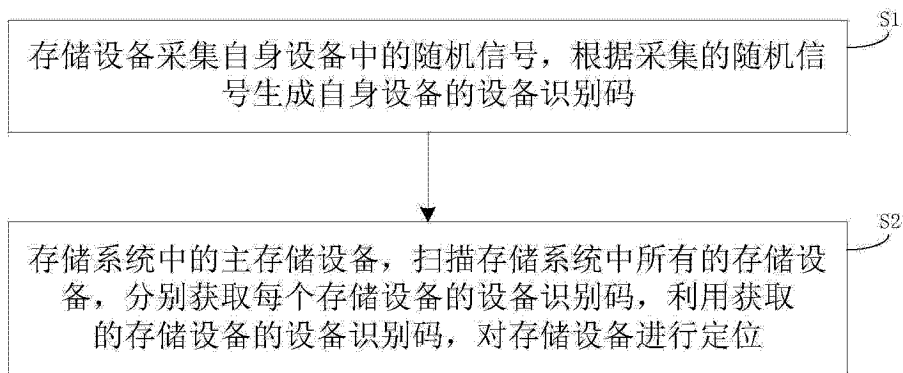 S1
存储设备采集自身设备中的随机信号，根据采集的随机信
号生成自身设备的设备识别码
S2
存储系统中的主存储设备，扫描存储系统中所有的存储设
备，分别获取每个存储设备的设备识别码，利用获取
的存储设备的设备识别码，对存储设备进行定位